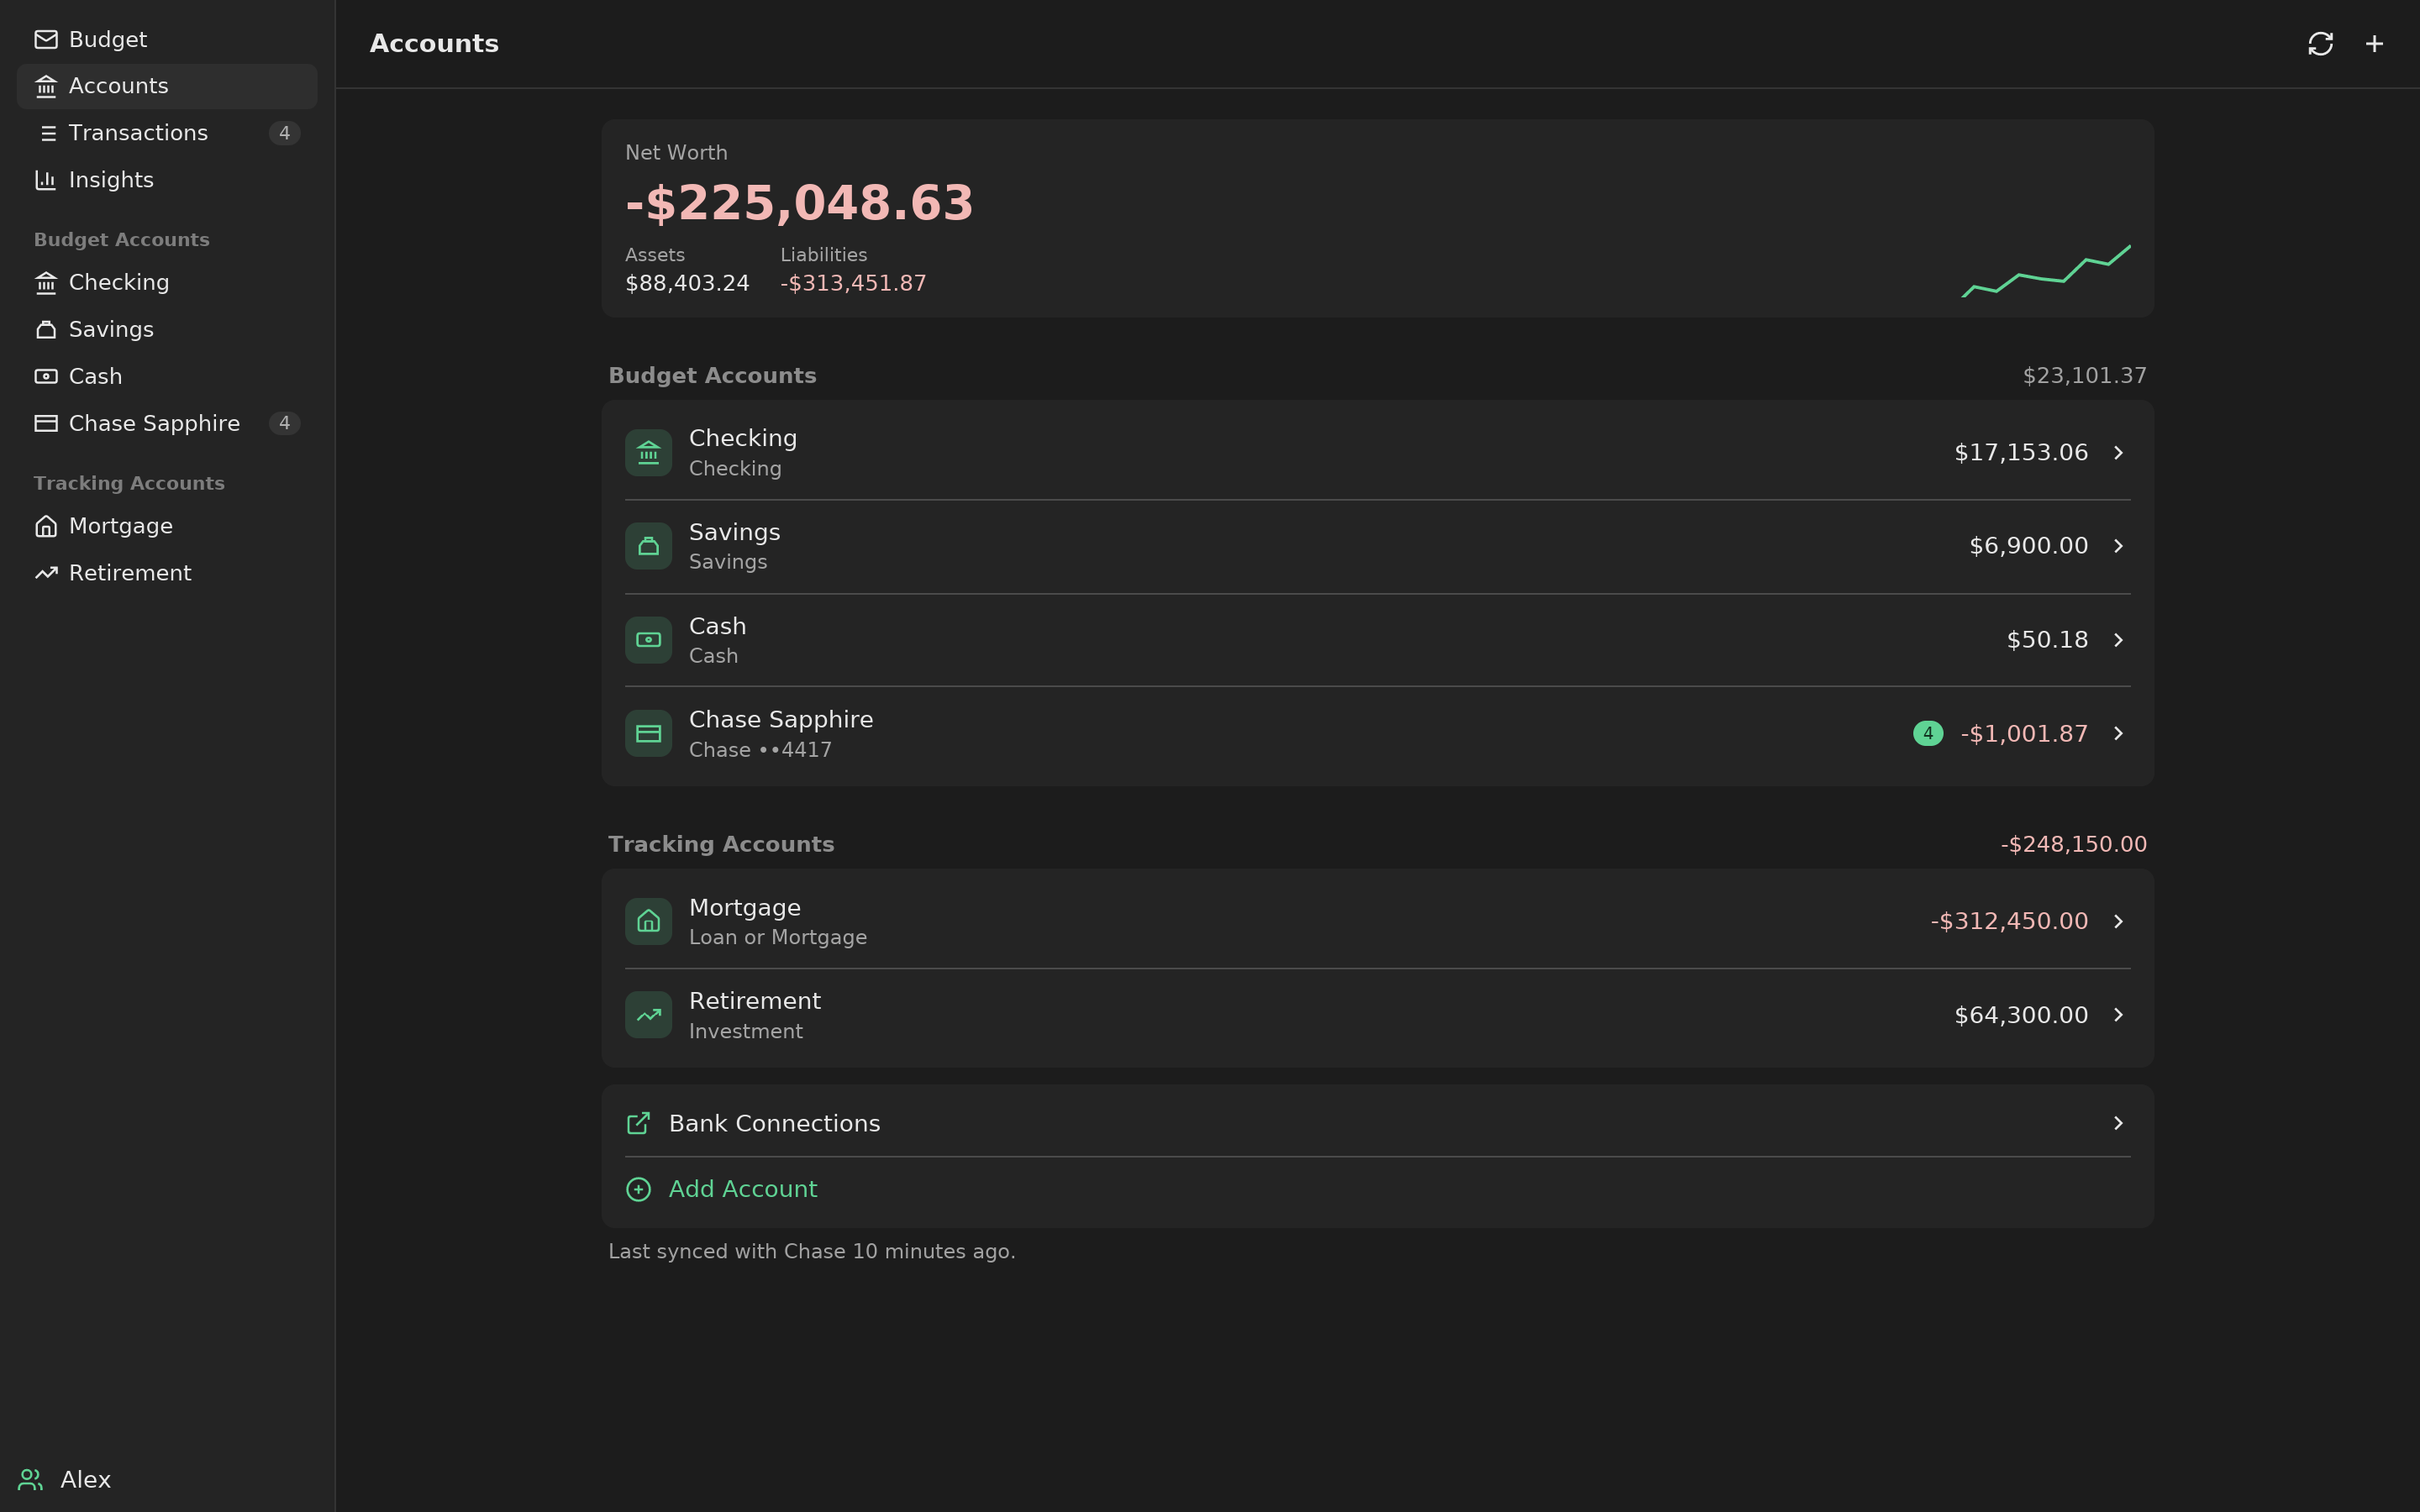 Budget
Accounts
Transactions 4
Insights
Budget Accounts
Checking
Savings
Cash
Chase Sapphire 4
Tracking Accounts
Mortgage
Retirement
Alex
Accounts
Net Worth
-$225,048.63
Assets Liabilities
$88,403.24 -$313,451.87
Budget Accounts $23,101.37
Checking
Checking
$17,153.06
Savings
Savings
$6,900.00
Cash
Cash
$50.18
Chase Sapphire
Chase ••4417
4 -$1,001.87
Tracking Accounts -$248,150.00
Mortgage
Loan or Mortgage
-$312,450.00
Retirement
Investment
$64,300.00
Bank Connections
Add Account
Last synced with Chase 10 minutes ago.